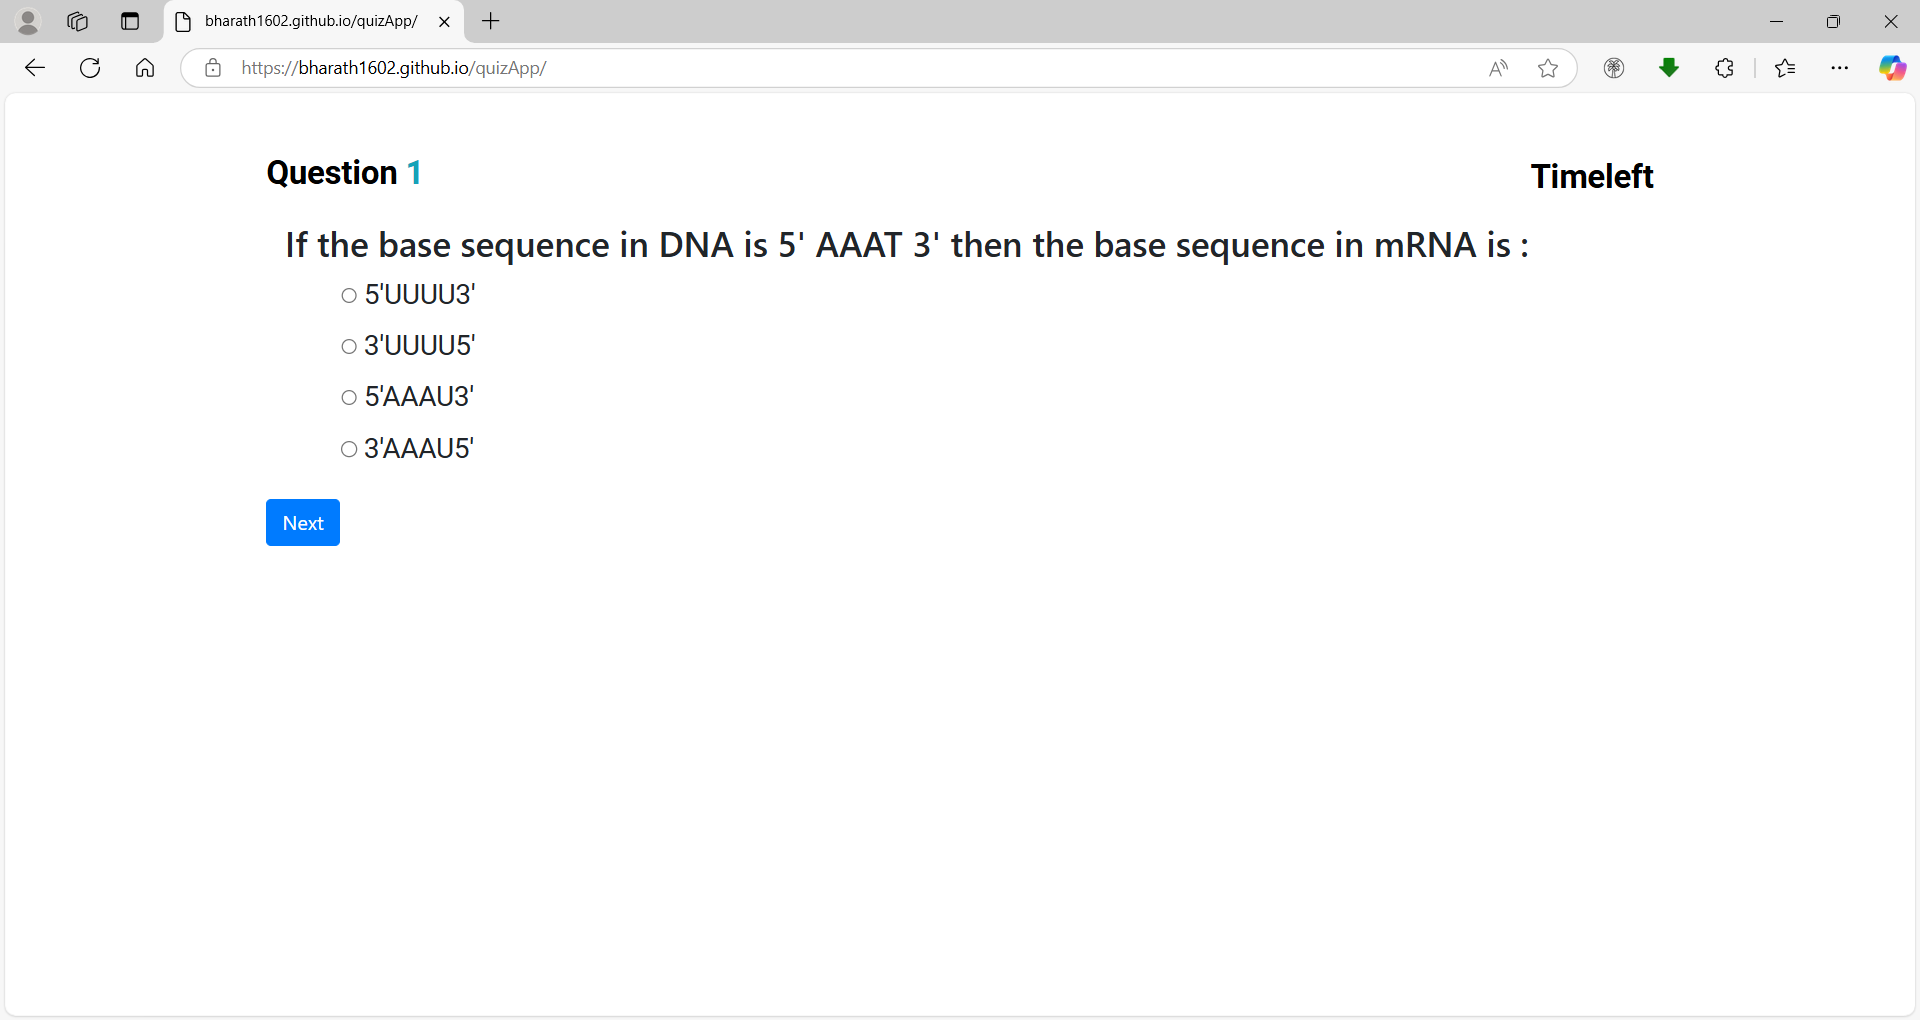 bharath1602.github.io/quizApp/
https://bharath1602.github.io/quizApp/
Question 1
Timeleft
If the base sequence in DNA is 5' AAAT 3' then the base sequence in mRNA is :
5'UUUU3'
3'UUUU5'
5'AAAU3'
3'AAAU5'
Next